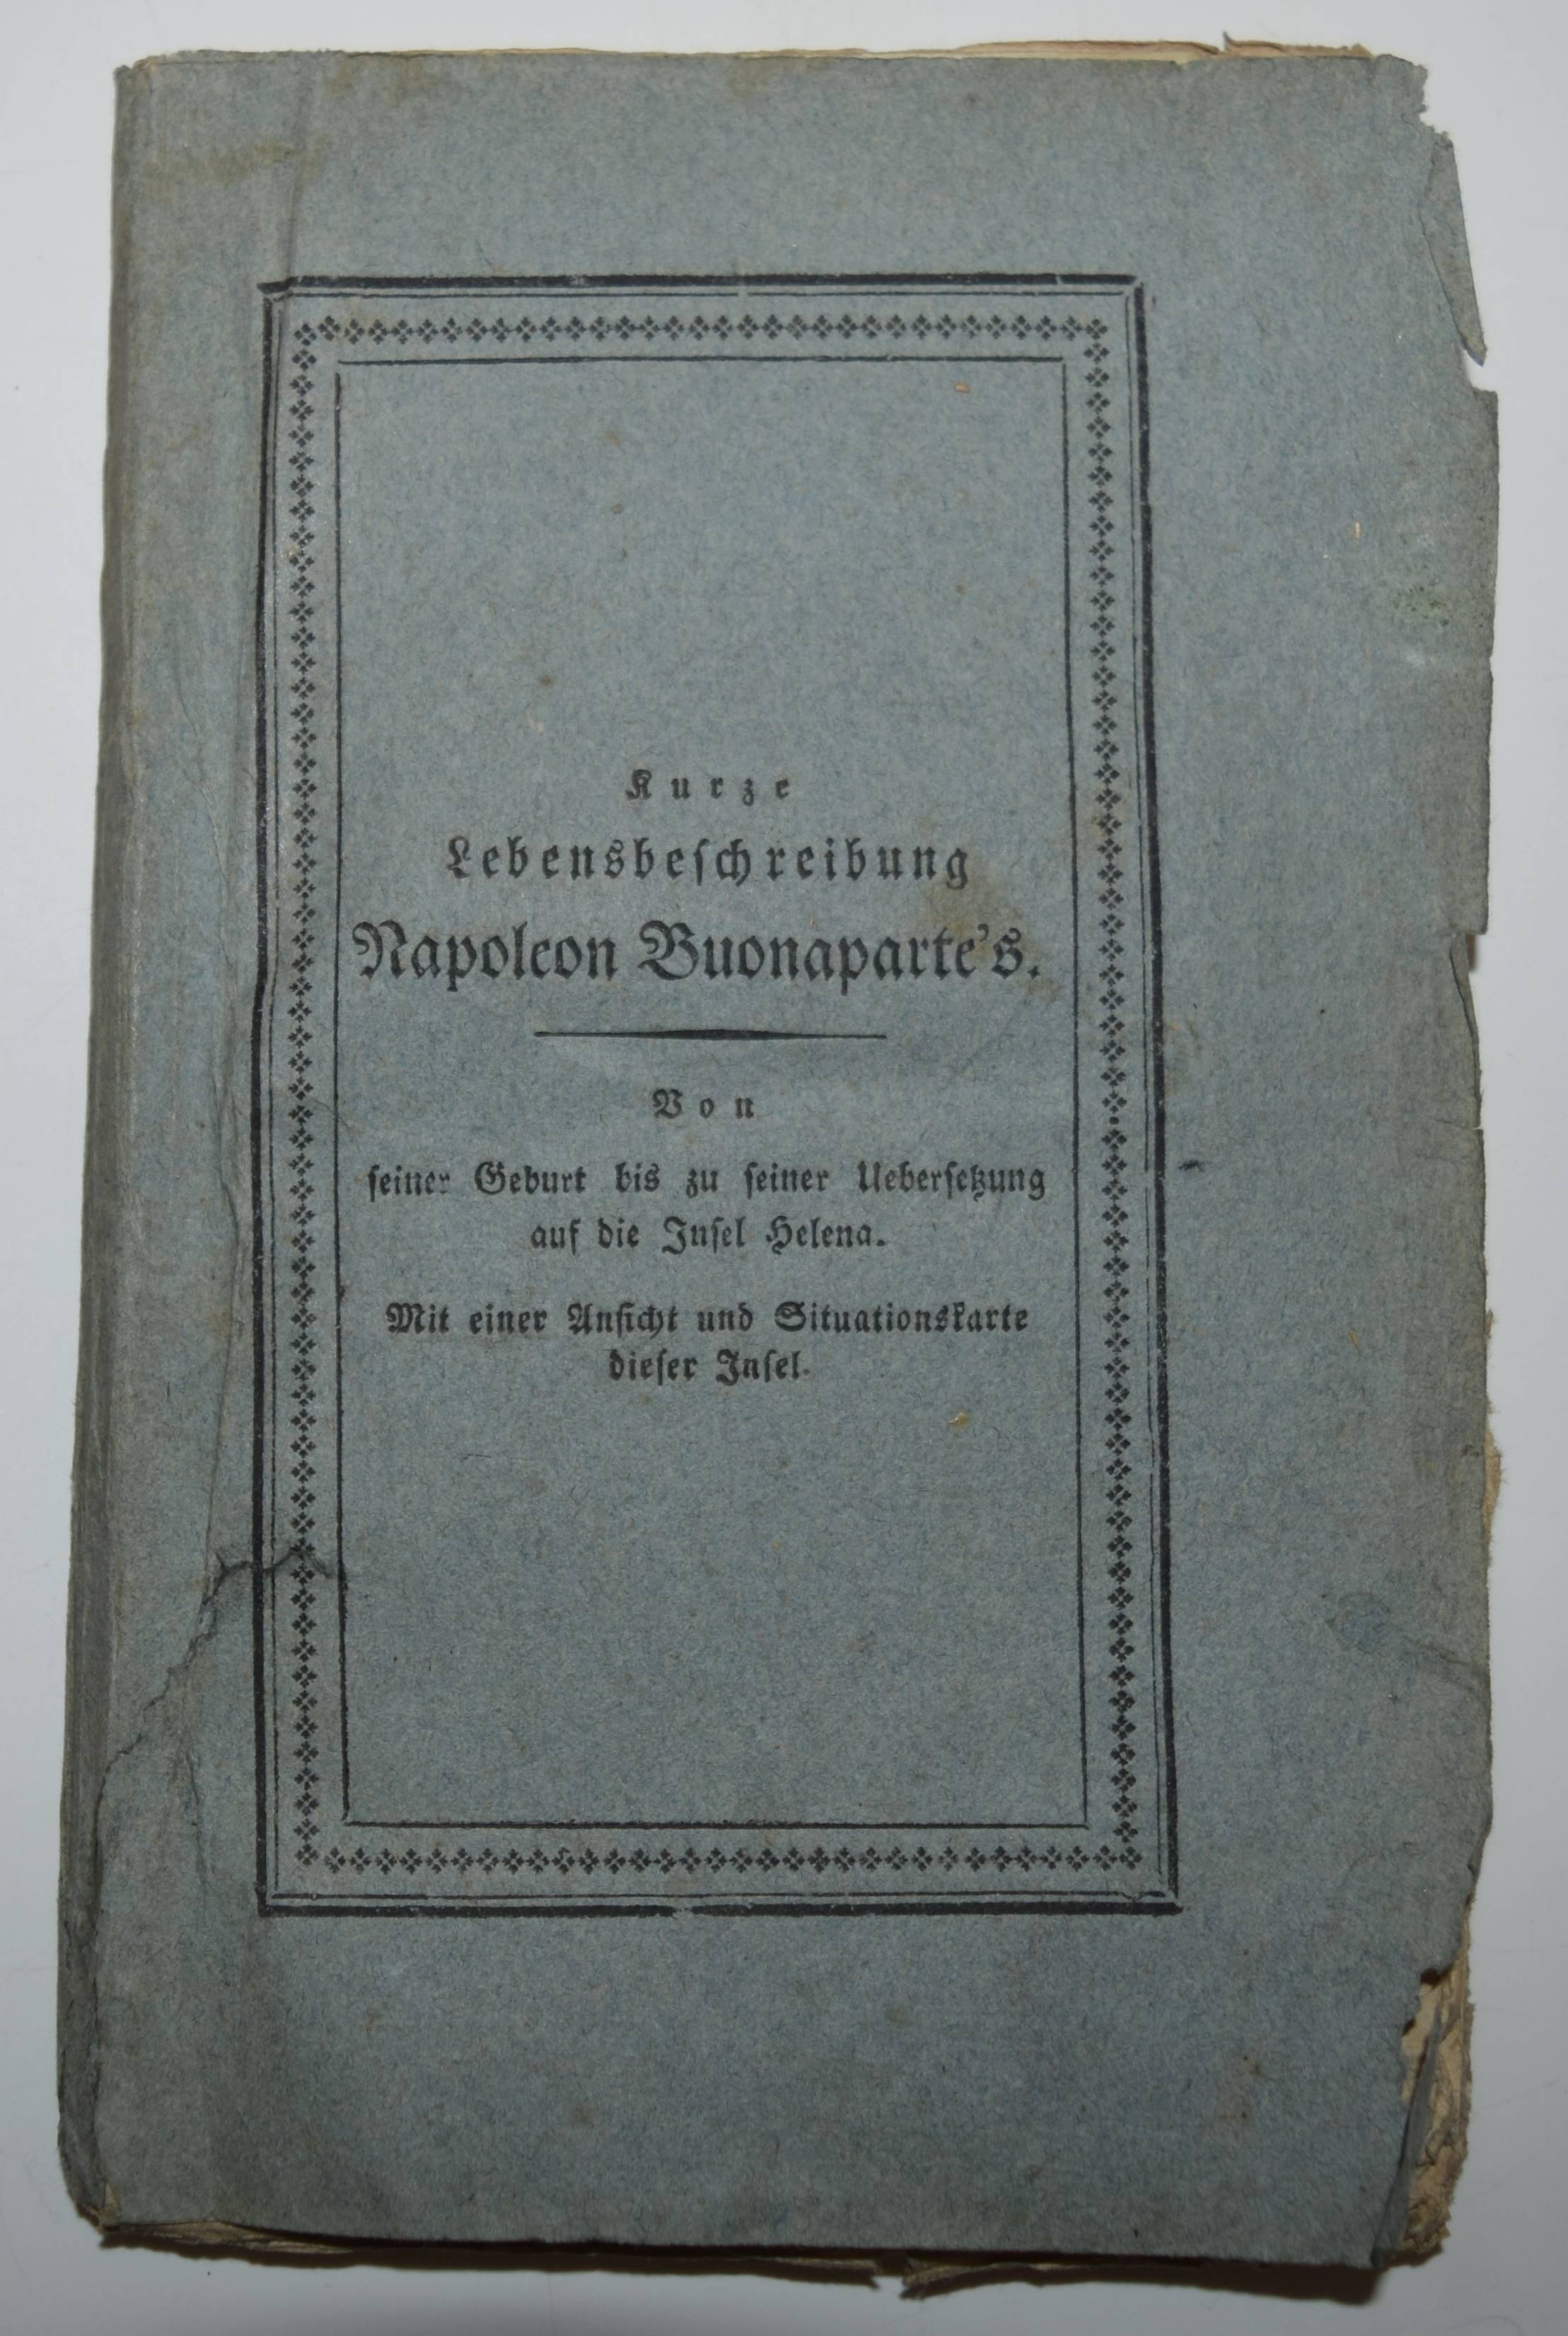 Kurze
Lebensbeſchreibung
Napoleon Buonaparte's.
Von
ſeiner Geburt bis zu ſeiner Ueberſetzung
auf die Inſel Helena.
Mit einer Anſicht und Situationskarte
dieſer Inſel.